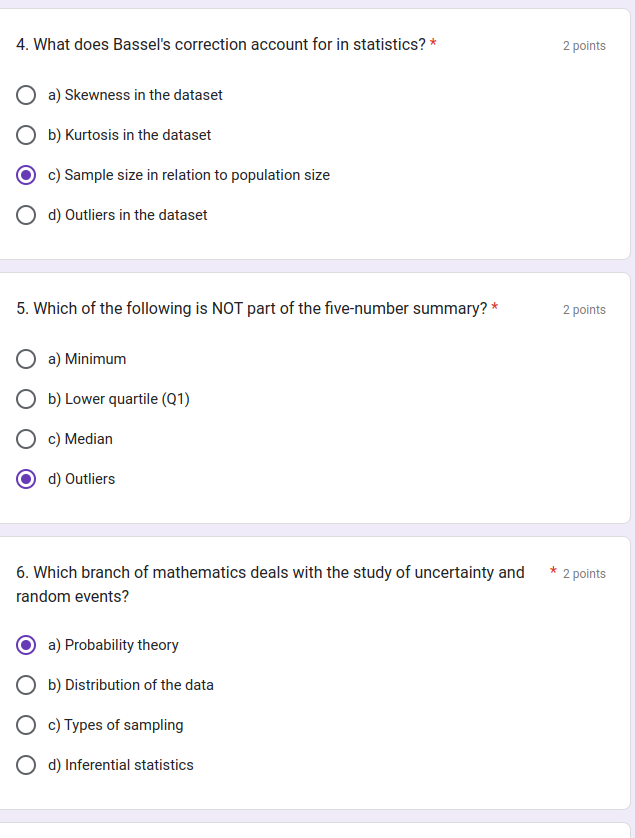 4. What does Bassel's correction account for in statistics? *
2 points
a) Skewness in the dataset
b) Kurtosis in the dataset
c) Sample size in relation to population size
d) Outliers in the dataset
5. Which of the following is NOT part of the five-number summary? *
2 points
a) Minimum
b) Lower quartile (Q1)
c) Median
d) Outliers
6. Which branch of mathematics deals with the study of uncertainty and
random events?
* 2 points
a) Probability theory
b) Distribution of the data
c) Types of sampling
d) Inferential statistics